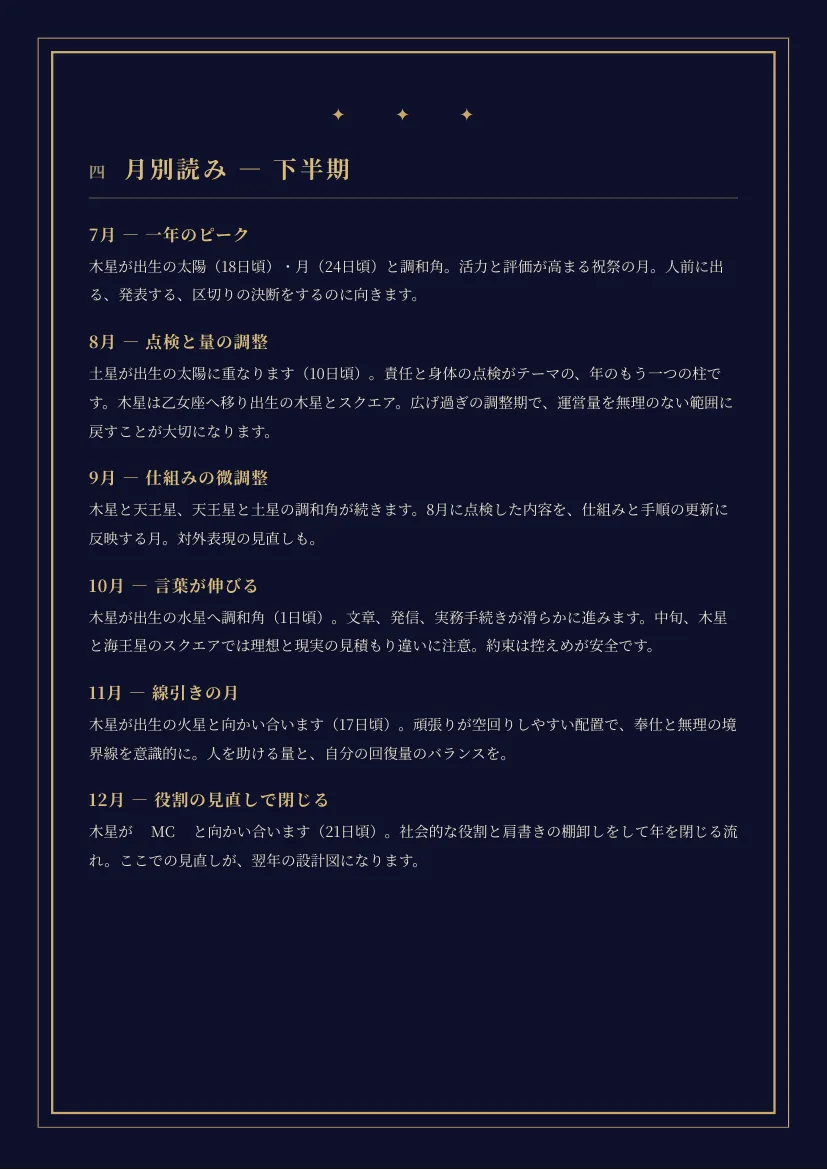 四 月別読み — 下半期
7月 — 一年のピーク
木星が出生の太陽（18日頃）・月（24日頃）と調和角。活力と評価が高まる祝祭の月。人前に出
る、発表する、区切りの決断をするのに向きます。
8月 — 点検と量の調整
土星が出生の太陽に重なります（10日頃）。責任と身体の点検がテーマの、年のもう一つの柱で
す。木星は乙女座へ移り出生の木星とスクエア。広げ過ぎの調整期で、運営量を無理のない範囲に
戻すことが大切になります。
9月 — 仕組みの微調整
木星と天王星、天王星と土星の調和角が続きます。8月に点検した内容を、仕組みと手順の更新に
反映する月。対外表現の見直しも。
10月 — 言葉が伸びる
木星が出生の水星へ調和角（1日頃）。文章、発信、実務手続きが滑らかに進みます。中旬、木星
と海王星のスクエアでは理想と現実の見積もり違いに注意。約束は控えめが安全です。
11月 — 線引きの月
木星が出生の火星と向かい合います（17日頃）。頑張りが空回りしやすい配置で、奉仕と無理の境
界線を意識的に。人を助ける量と、自分の回復量のバランスを。
12月 — 役割の見直しで閉じる
木星が MC と向かい合います（21日頃）。社会的な役割と肩書きの棚卸しをして年を閉じる流
れ。ここでの見直しが、翌年の設計図になります。